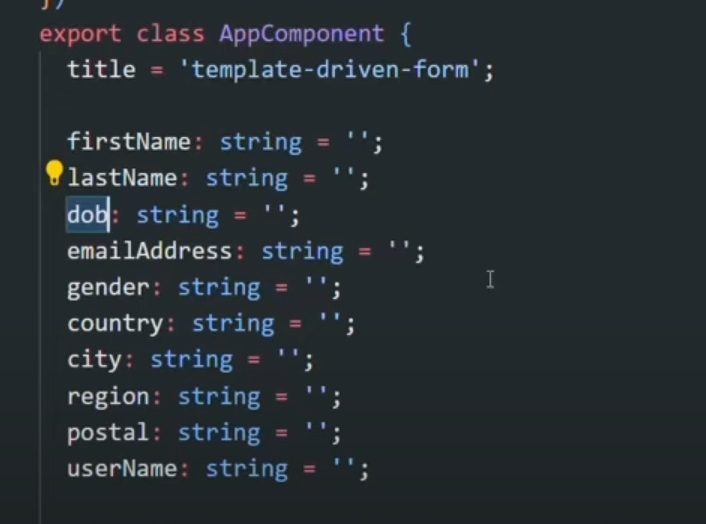 })
export class AppComponent {
title = 'template-driven-form';
firstName: string = '';
lastName: string = '';
dob: string = '';
emailAddress: string = '';
gender: string = '';
country: string = '';
city: string = '';
region: string = '';
postal: string = '';
userName: string = '';